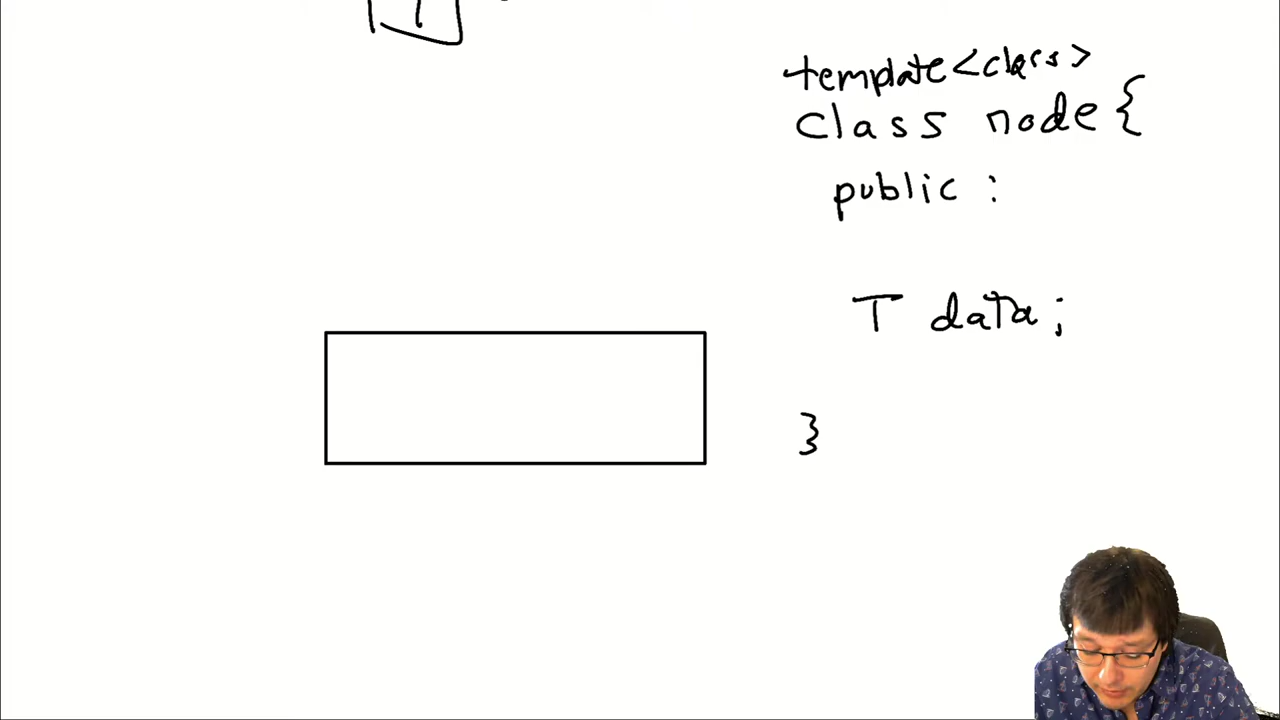 template<class>
class node {
public :
T data ;
}